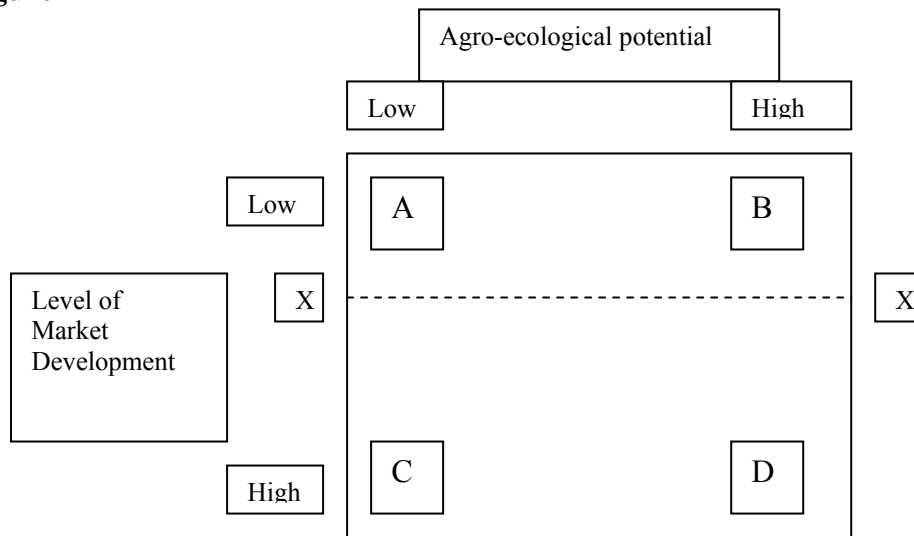 Agro-ecological potential
Low
High
Low
A
B
Level of
Market
Development
X
X
High
C
D